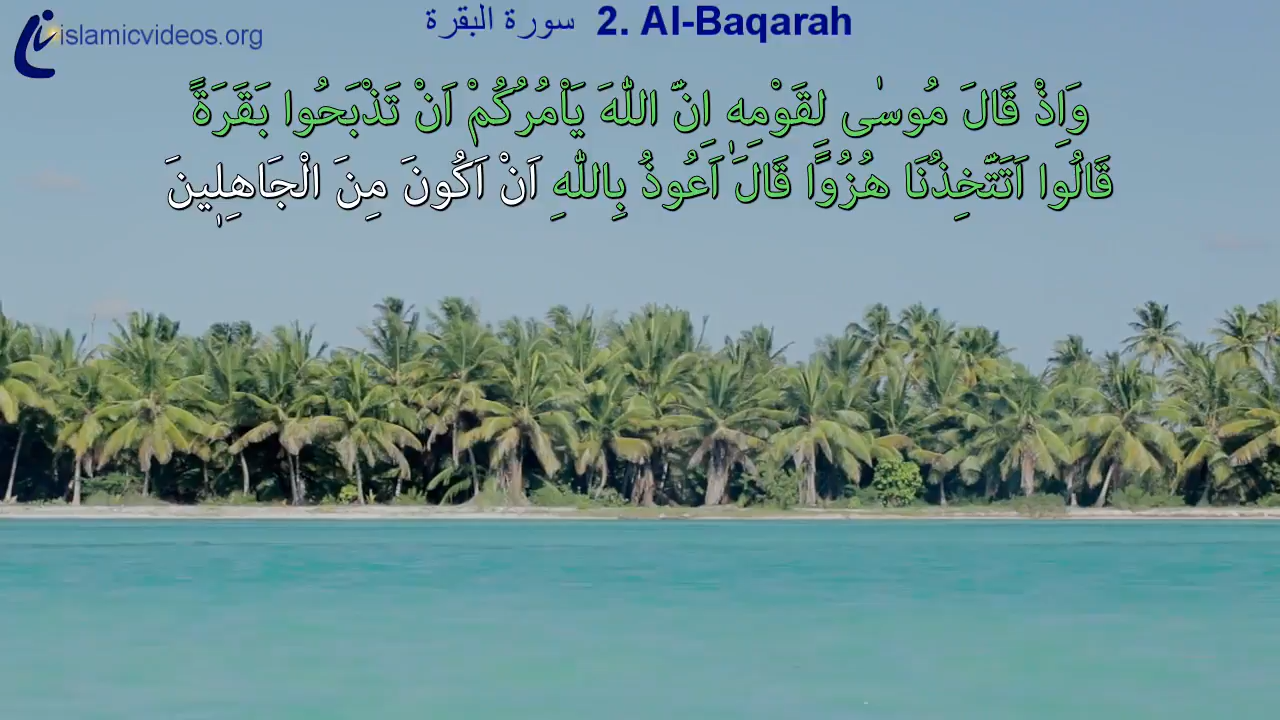 islamicvideos.org
سورة البقرة 2. Al-Baqarah
وَاِذْ قَالَ مُوسٰى لِقَوْمِهِ اِنَّ اللّٰهَ يَاْمُرُكُمْ اَنْ تَذْبَحُوا بَقَرَةً
قَالُوا اَتَتَّخِذُنَا هُزُوًا قَالَ اَعُوذُ بِاللّٰهِ اَنْ اَكُونَ مِنَ الْجَاهِلٖينَ